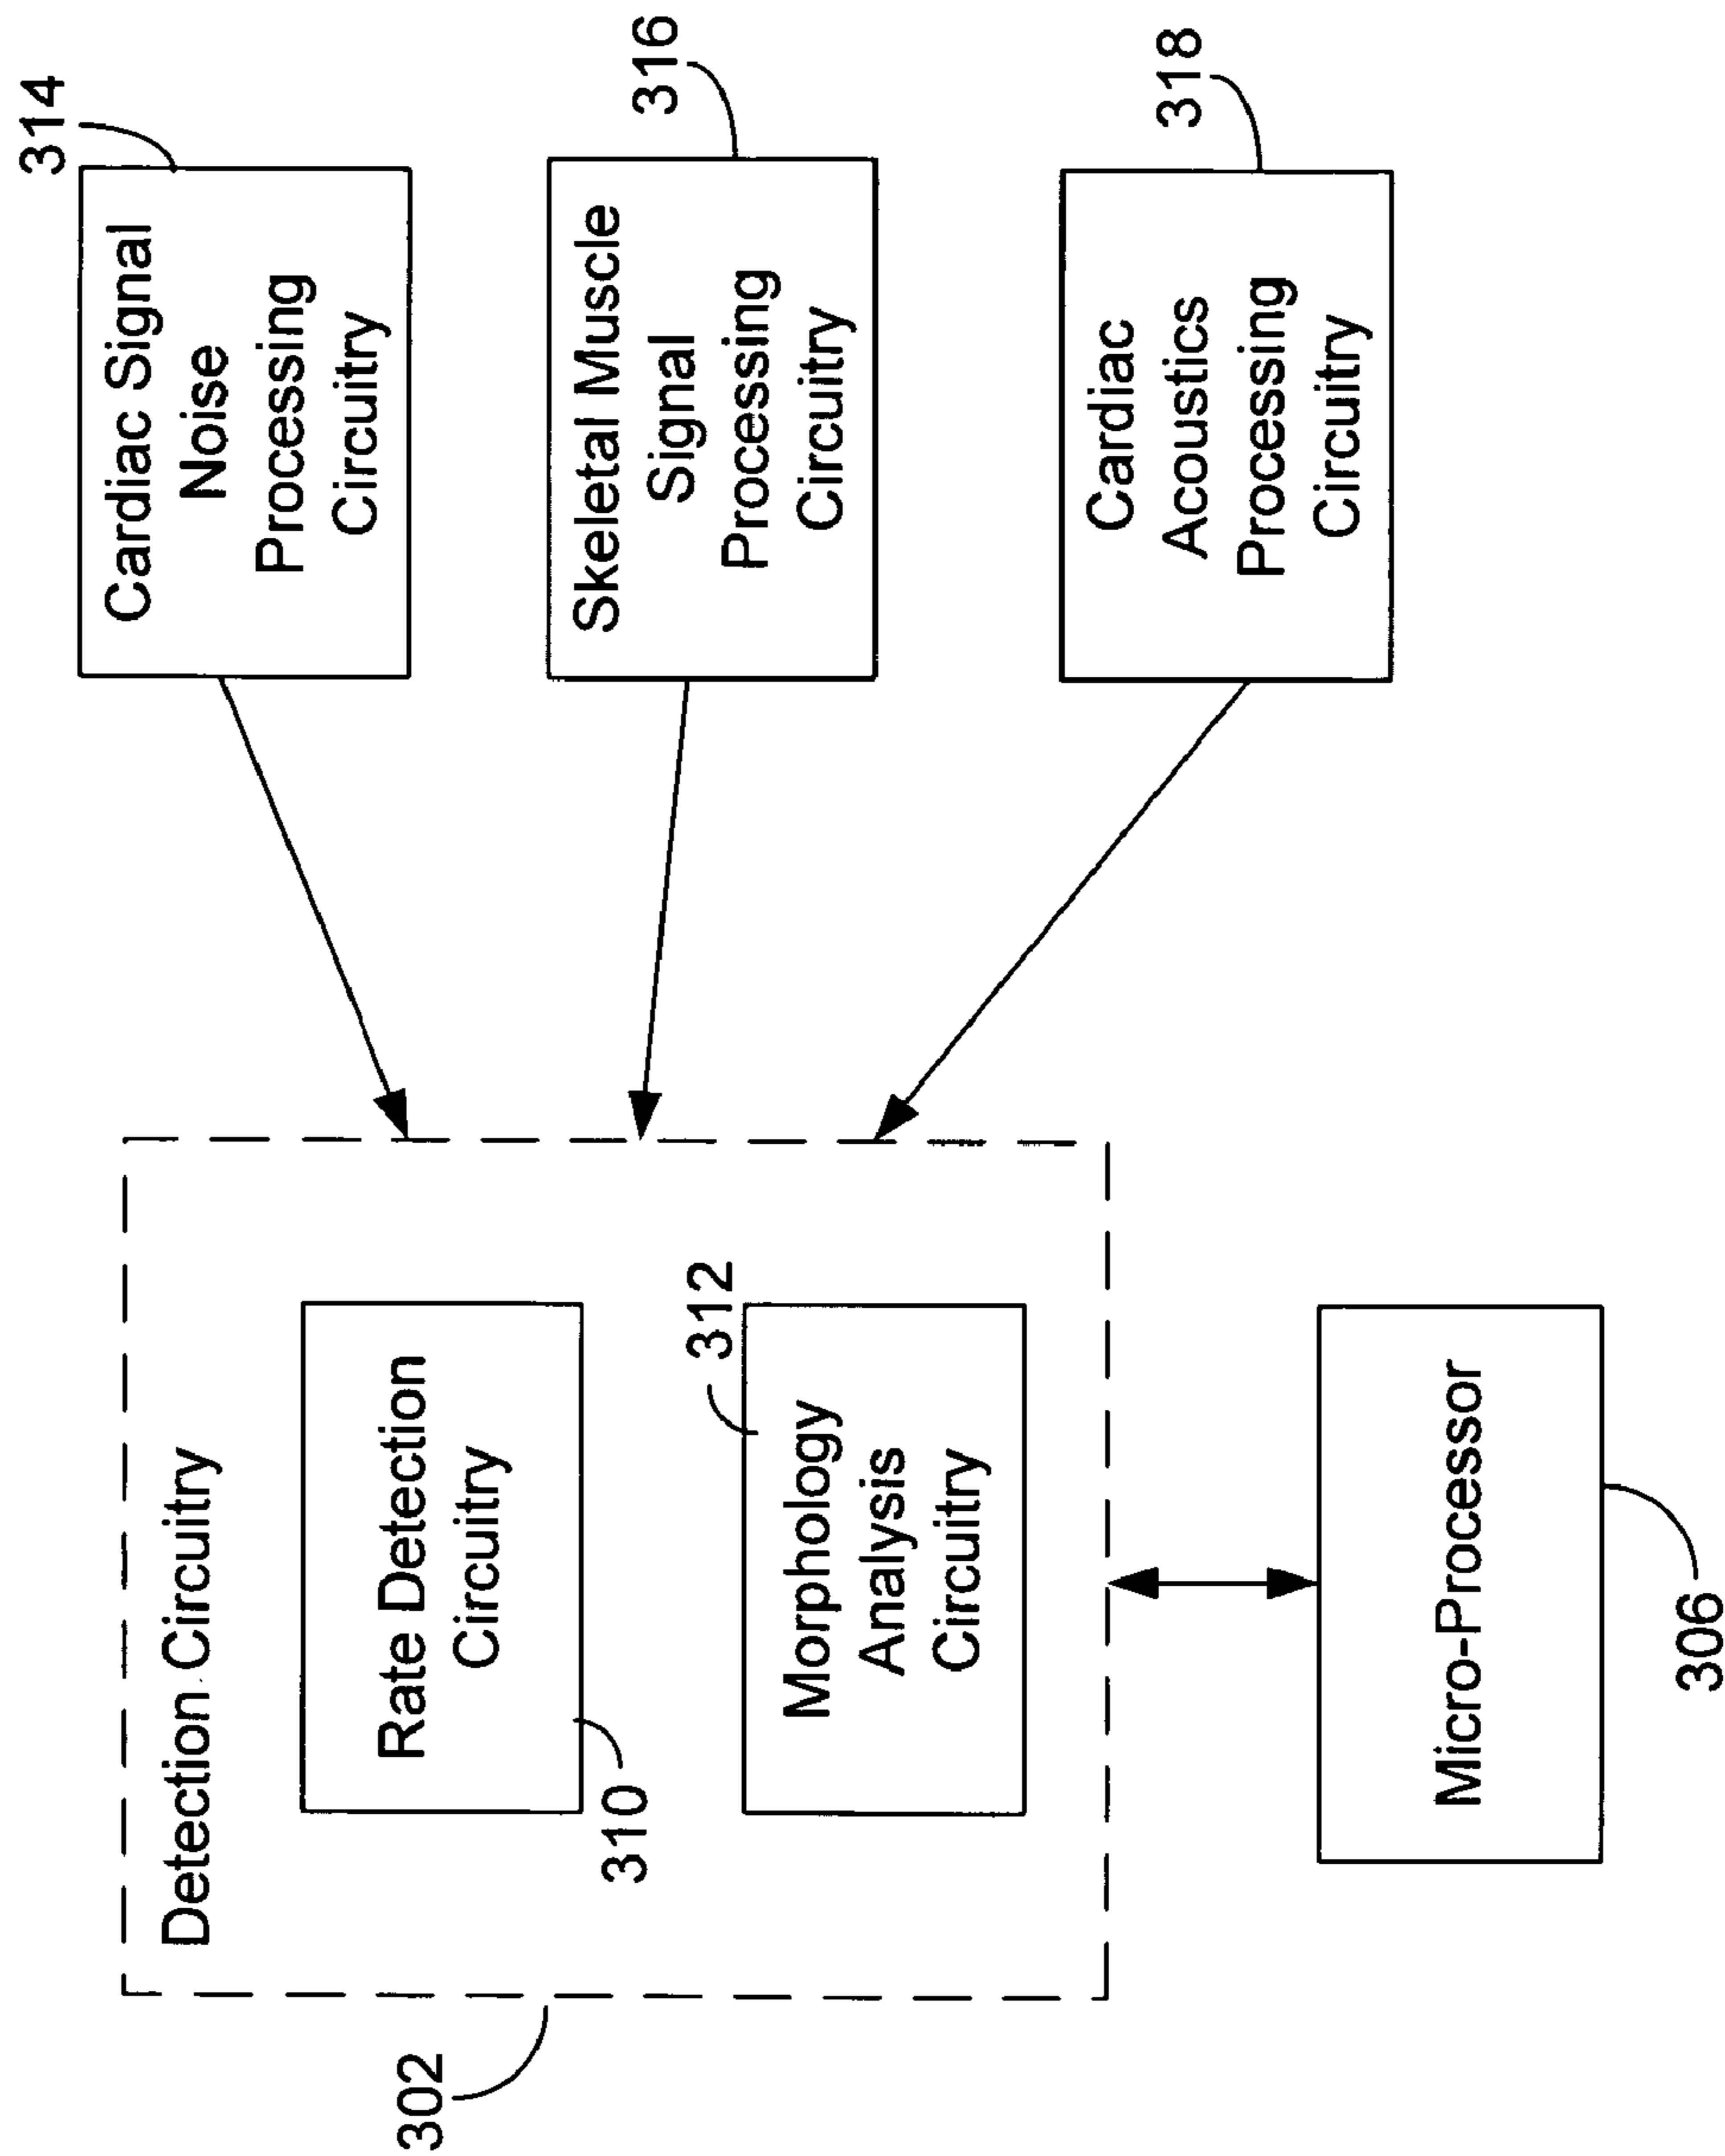 Detection Circuitry
302
Rate Detection
Circuitry
310
312
Morphology
Analysis
Circuitry
Micro-Processor
306
314
Cardiac Signal
Noise
Processing
Circuitry
316
Skeletal Muscle
Signal
Processing
Circuitry
318
Cardiac
Acoustics
Processing
Circuitry